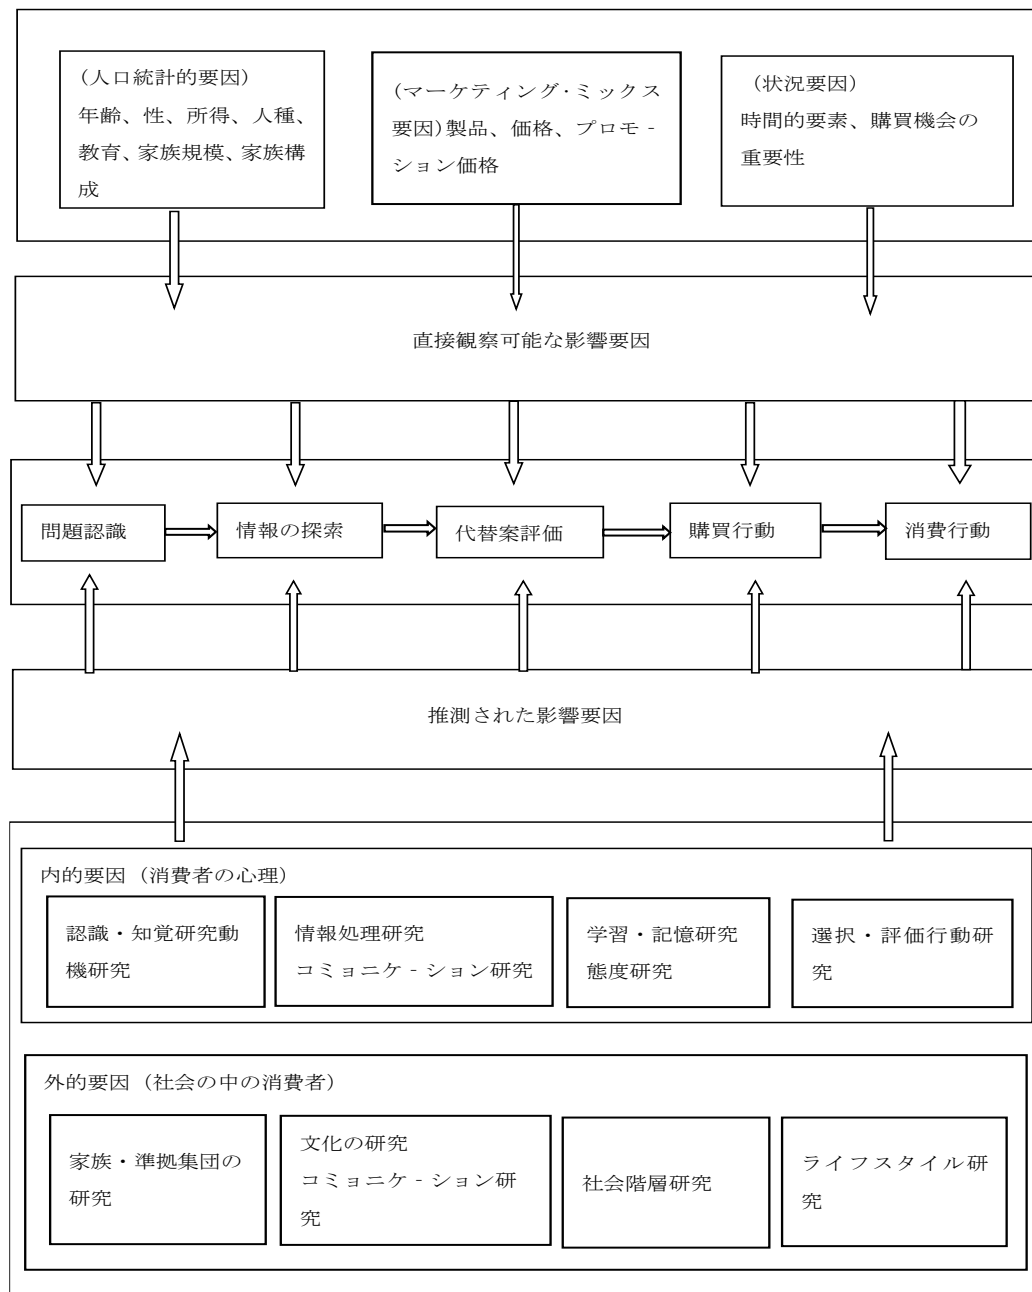 (人口統計的要因)
年齢、性、所得、人種、
教育、家族規模、家族構
成
(マーケティング·ミックス
要因)製品、価格、プロモ‐
ション価格
(状況要因)
時間的要素、購買機会の
重要性
直接観察可能な影響要因
問題認識
情報の探索
代替案評価
購買行動
消費行動
推測された影響要因
内的要因（消費者の心理）
認識・知覚研究動
機研究
情報処理研究
コミョニケ‐ション研究
学習・記憶研究
態度研究
選択・評価行動研
究
外的要因（社会の中の消費者）
家族・準拠集団の
研究
文化の研究
コミョニケ‐ション研
究
社会階層研究
ライフスタイル研
究